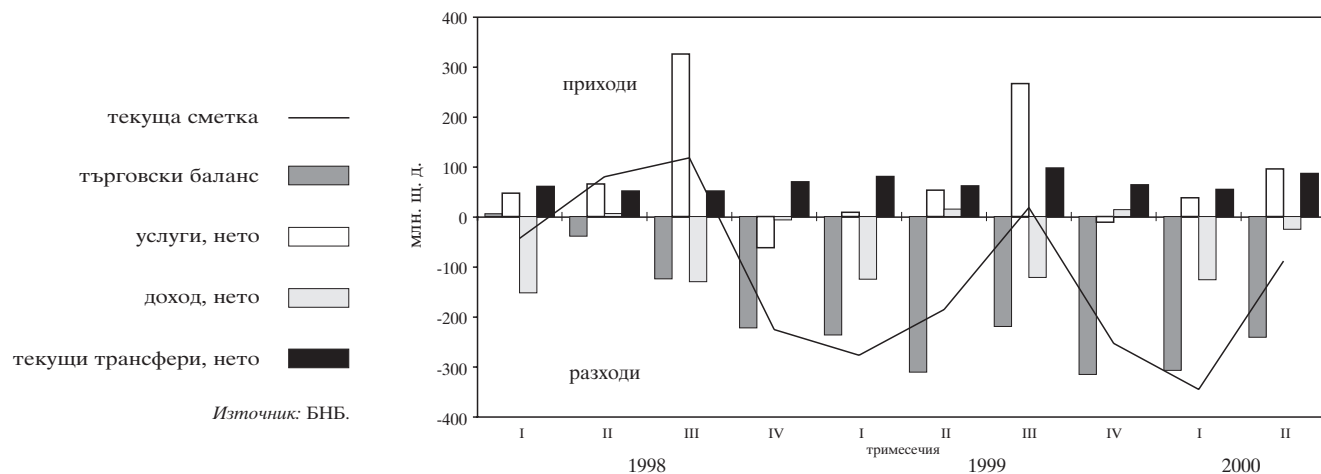 текуща сметка
търговски баланс
услуги, нето
доход, нето
текущи трансфери, нето
Източник: БНБ.
млн. щ. д.
400
300
200
100
0
-100
-200
-300
-400
приходи
разходи
I II III IV I II III IV I II
тримесечия
1998 1999 2000